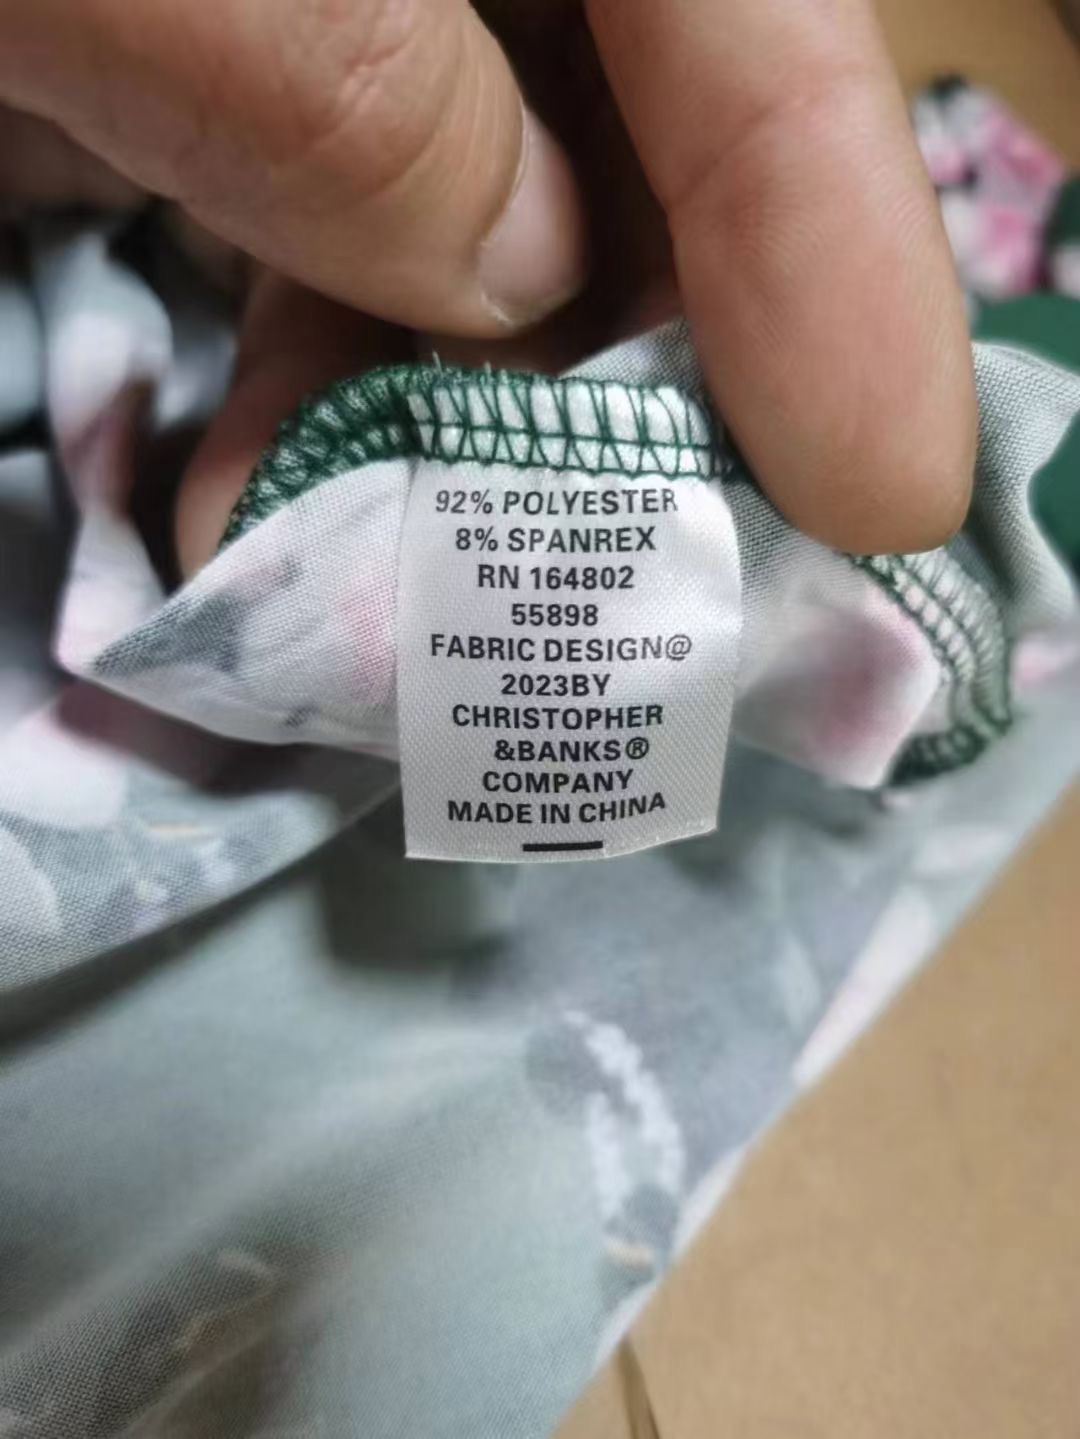 92% POLYESTER
8% SPANREX
RN 164802
55898
FABRIC DESIGN@
2023BY
CHRISTOPHER
&BANKS®
COMPANY
MADE IN CHINA